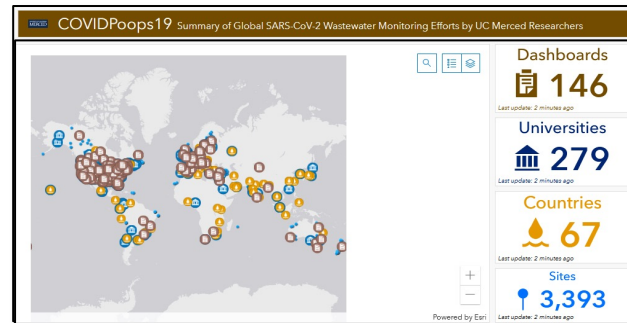 MERCED
COVIDPoops19 Summary of Global SARS-CoV-2 Wastewater Monitoring Efforts by UC Merced Researchers
Dashboards
146
Last update: 2 minutes ago
Universities
279
Last update: 2 minutes ago
Countries
67
Last update: 2 minutes ago
Sites
3,393
Last update: 2 minutes ago
Powered by Esri